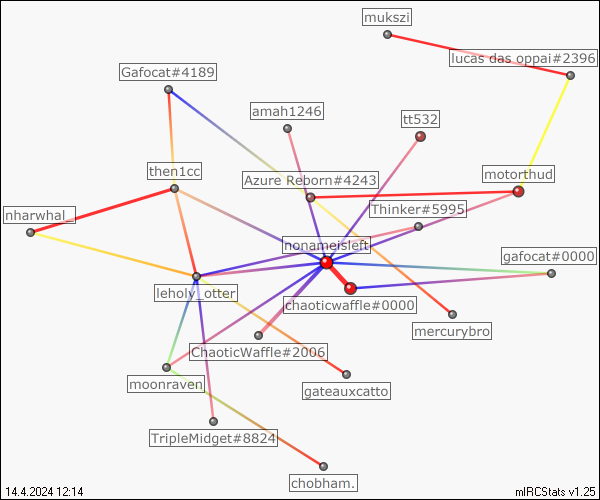 mukszi
lucas das oppai#2396
Gafocat#4189
amah1246
tt532
then1cc
Azure Reborn#4243
motorthud
nharwhal_
Thinker#5995
honameisleft
gafocat#0000
leholy_otter
chaoticwaffle#0000
mercurybro
ChaoticWaffle#2006
moonraven
gateauxcatto
TripleMidget#8824
chobham.
14.4.2024 12:14
mIRCStats v1.25